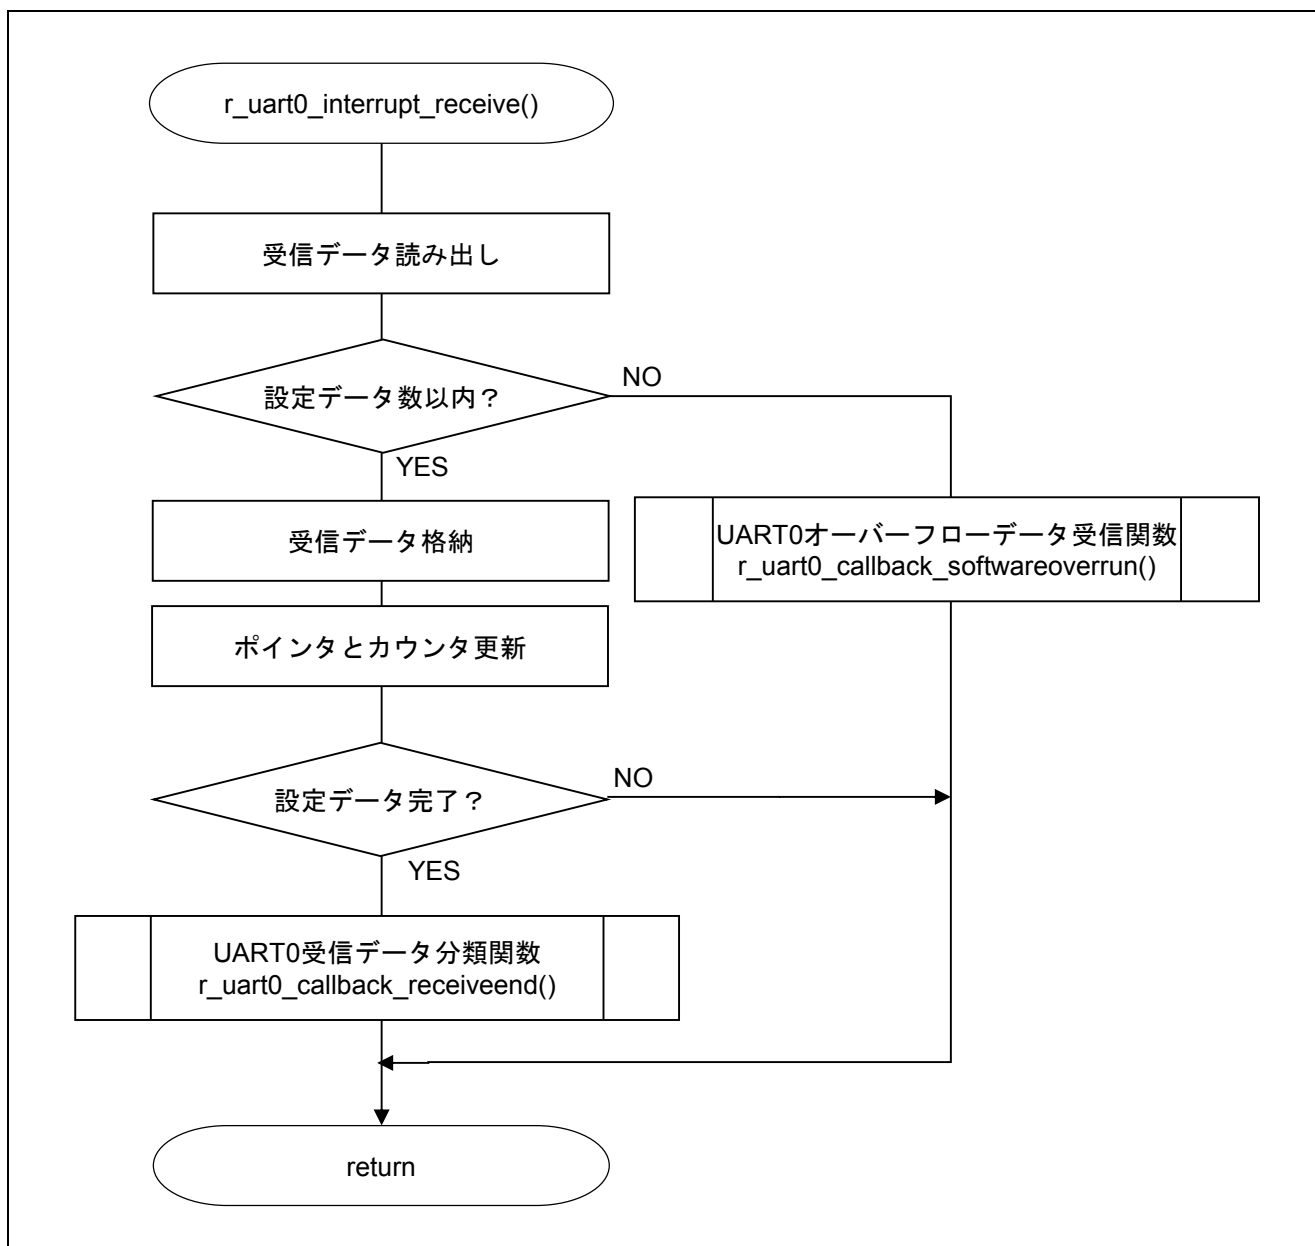 r_uart0_interrupt_receive()
受信データ読み出し
設定データ数以内？
NO
YES
受信データ格納
UART0オーバーフローデータ受信関数
r_uart0_callback_softwareoverrun()
ポインタとカウンタ更新
設定データ完了？
NO
YES
UART0受信データ分類関数
r_uart0_callback_receiveend()
return